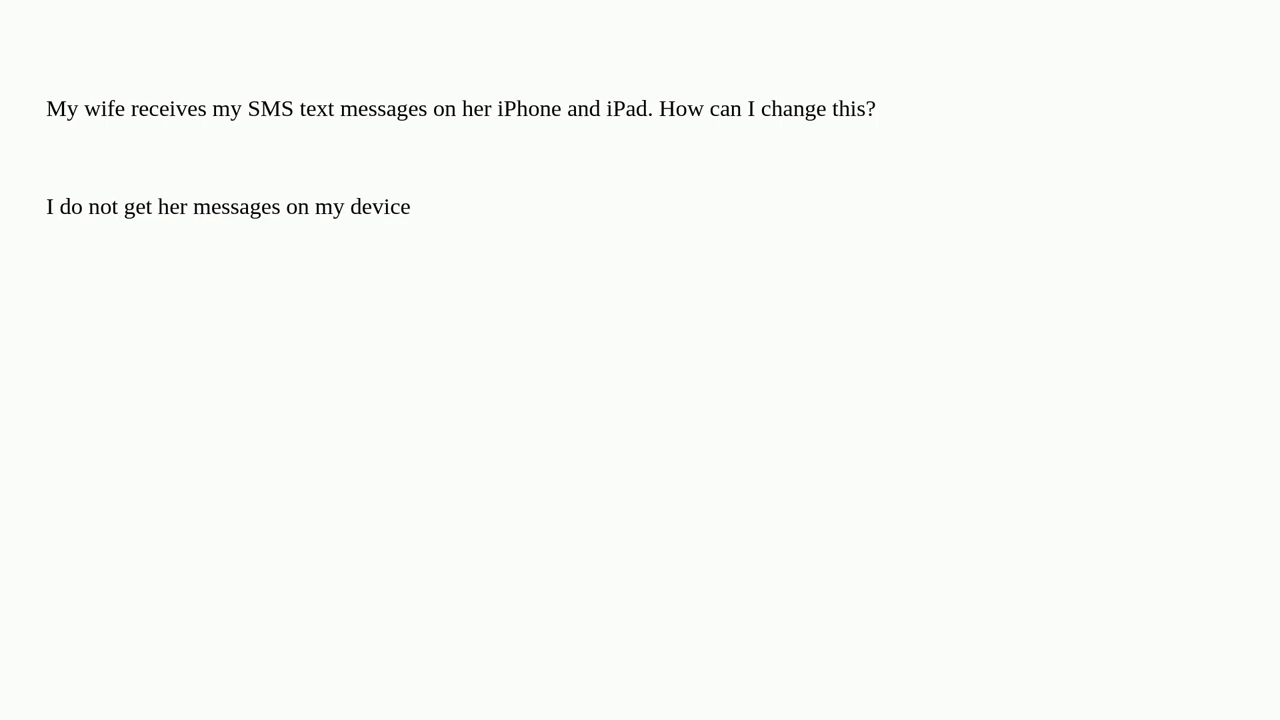 My wife receives my SMS text messages on her iPhone and iPad. How can I change this?
I do not get her messages on my device